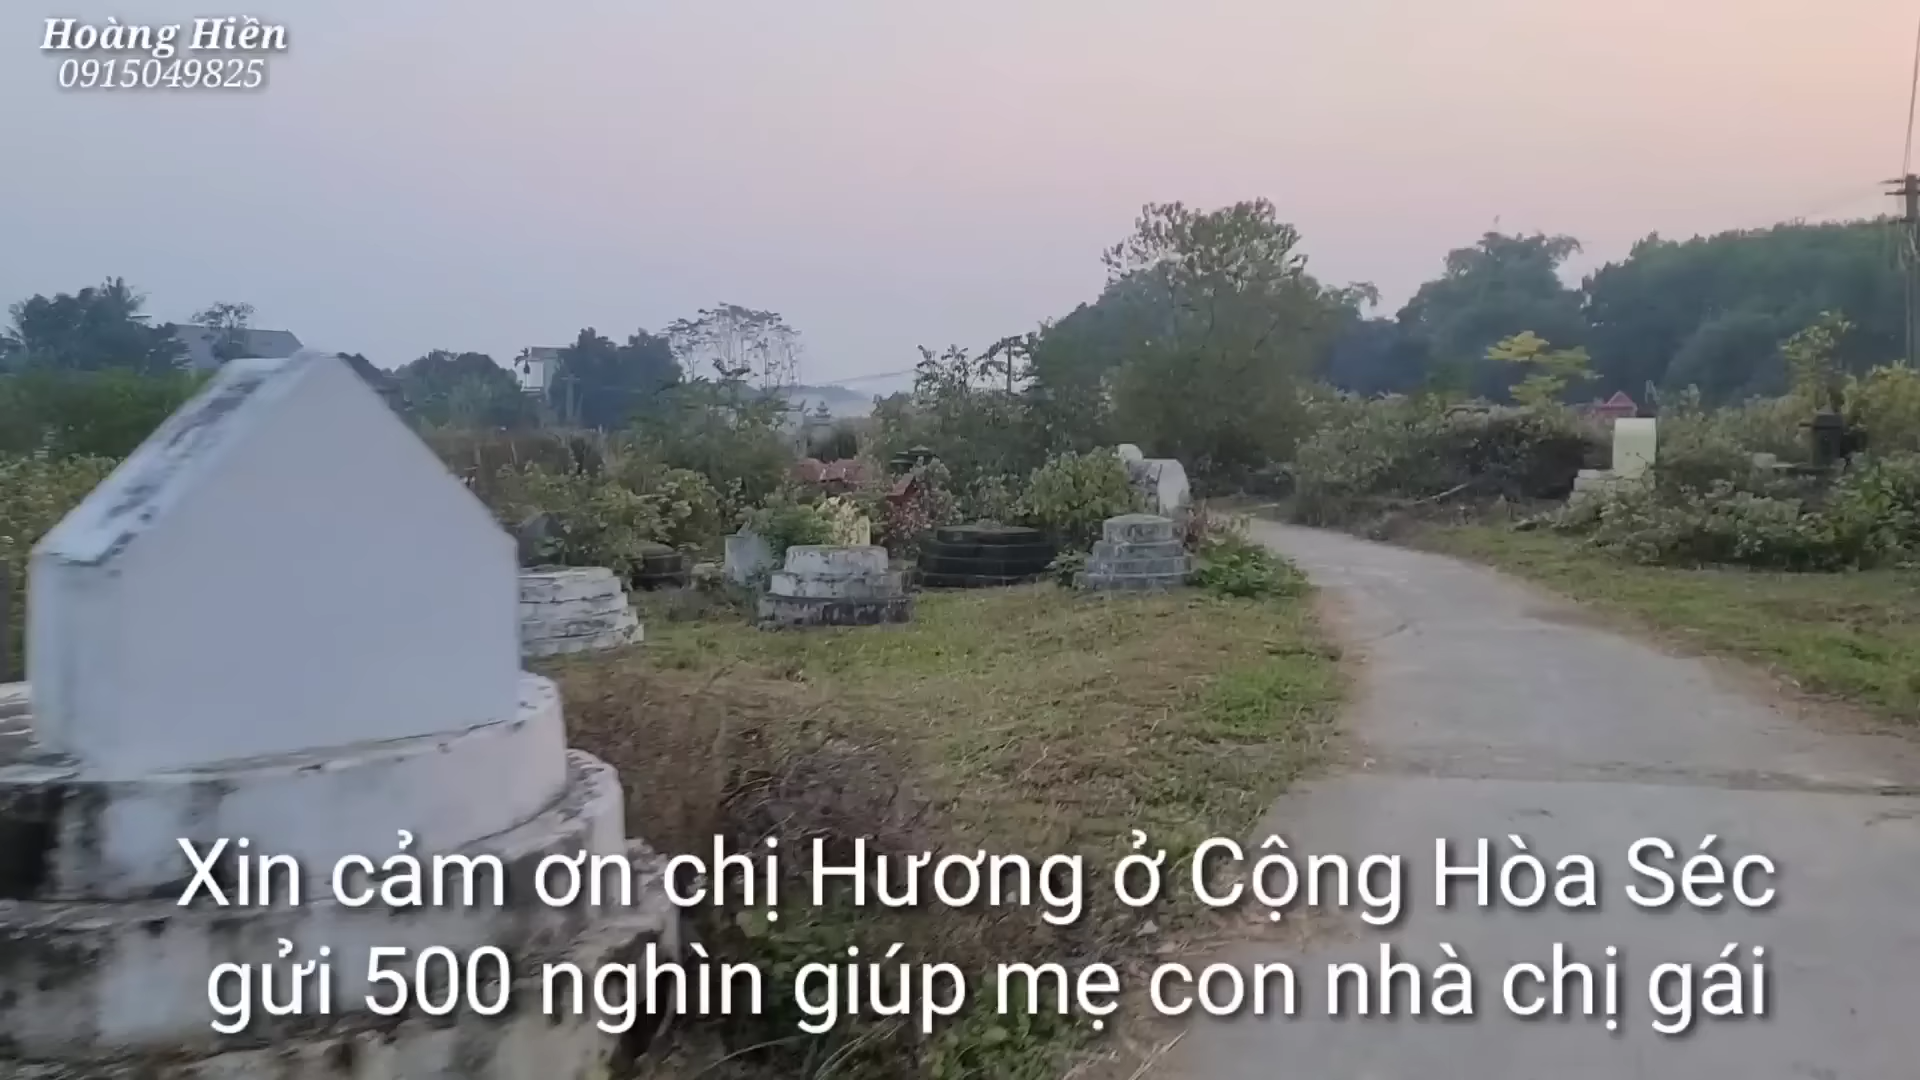 Hoàng Hiền
0915049825
Xin cảm ơn chị Hương ở Cộng Hòa Séc
gửi 500 nghìn giúp mẹ con nhà chị gái